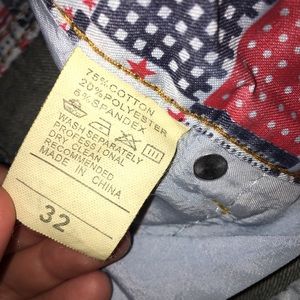 75%COTTON
20%POLYESTER
5%SPANDEX
WASH SEPARATELY
PROFESSIONAL
DRY CLEAN
RECOMMENDED
MADE IN CHINA
32